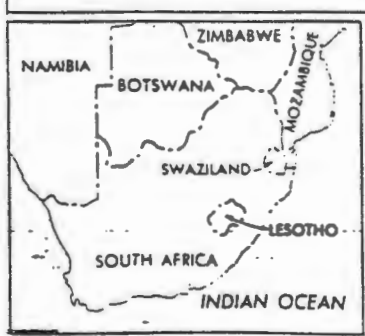 ZIMBABWE
NAMIBIA
BOTSWANA
MOZAMBIQUE
SWAZILAND
LESOTHO
SOUTH AFRICA
INDIAN OCEAN